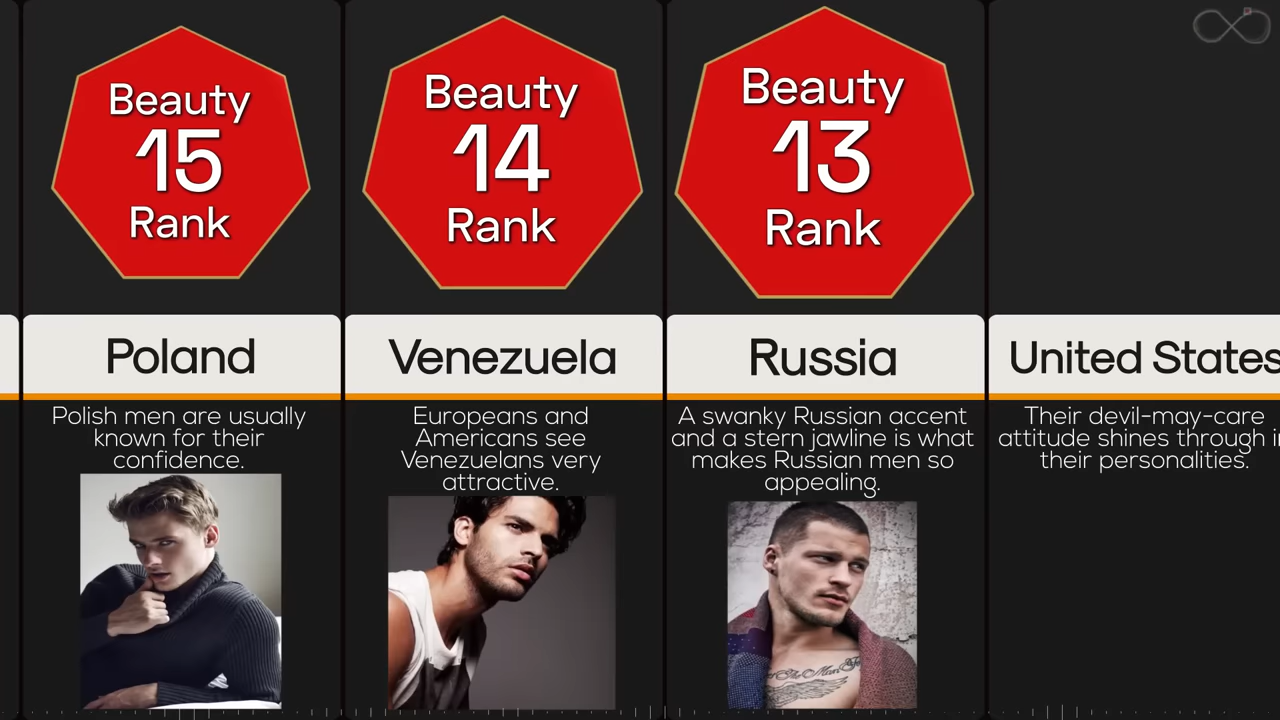 Beauty
15
Rank
Poland
Polish men are usually
known for their
confidence.
Beauty
14
Rank
Venezuela
Europeans and
Americans see
Venezuelans very
attractive.
Beauty
13
Rank
Russia
A swanky Russian accent
and a stern jawline is what
makes Russian men so
appealing.
United States
Their devil-may-care
attitude shines through in
their personalities.